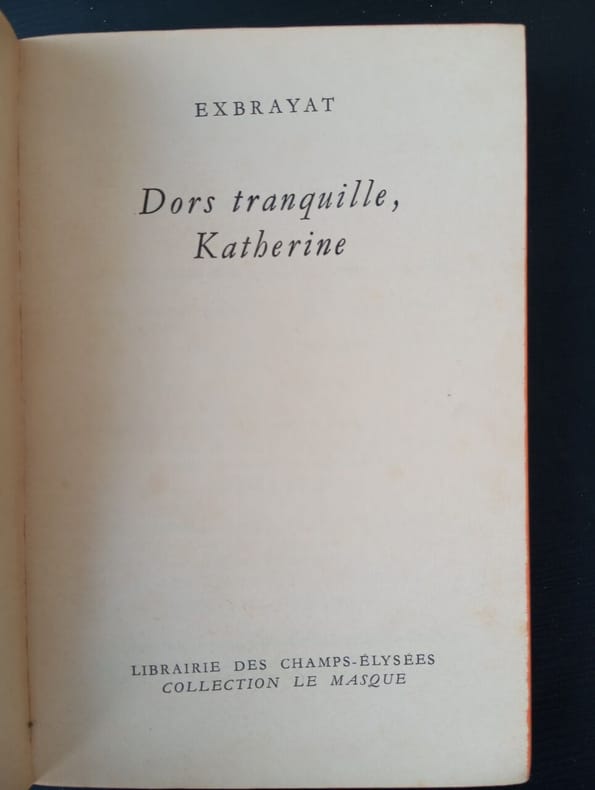 EXBRAYAT
Dors tranquille,
Katherine
LIBRAIRIE DES CHAMPS-ÉLYSÉES
COLLECTION LE MASQUE